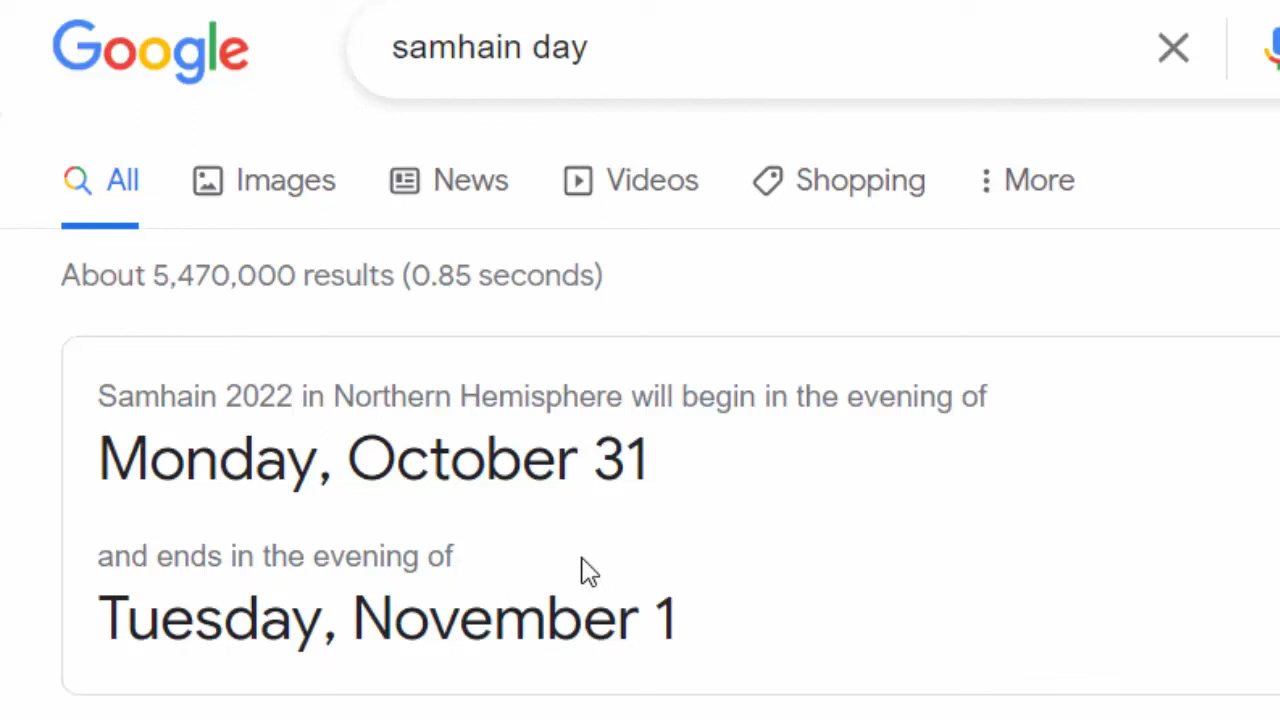 Google samhain day
All Images News Videos Shopping More
About 5,470,000 results (0.85 seconds)
Samhain 2022 in Northern Hemisphere will begin in the evening of
Monday, October 31
and ends in the evening of
Tuesday, November 1